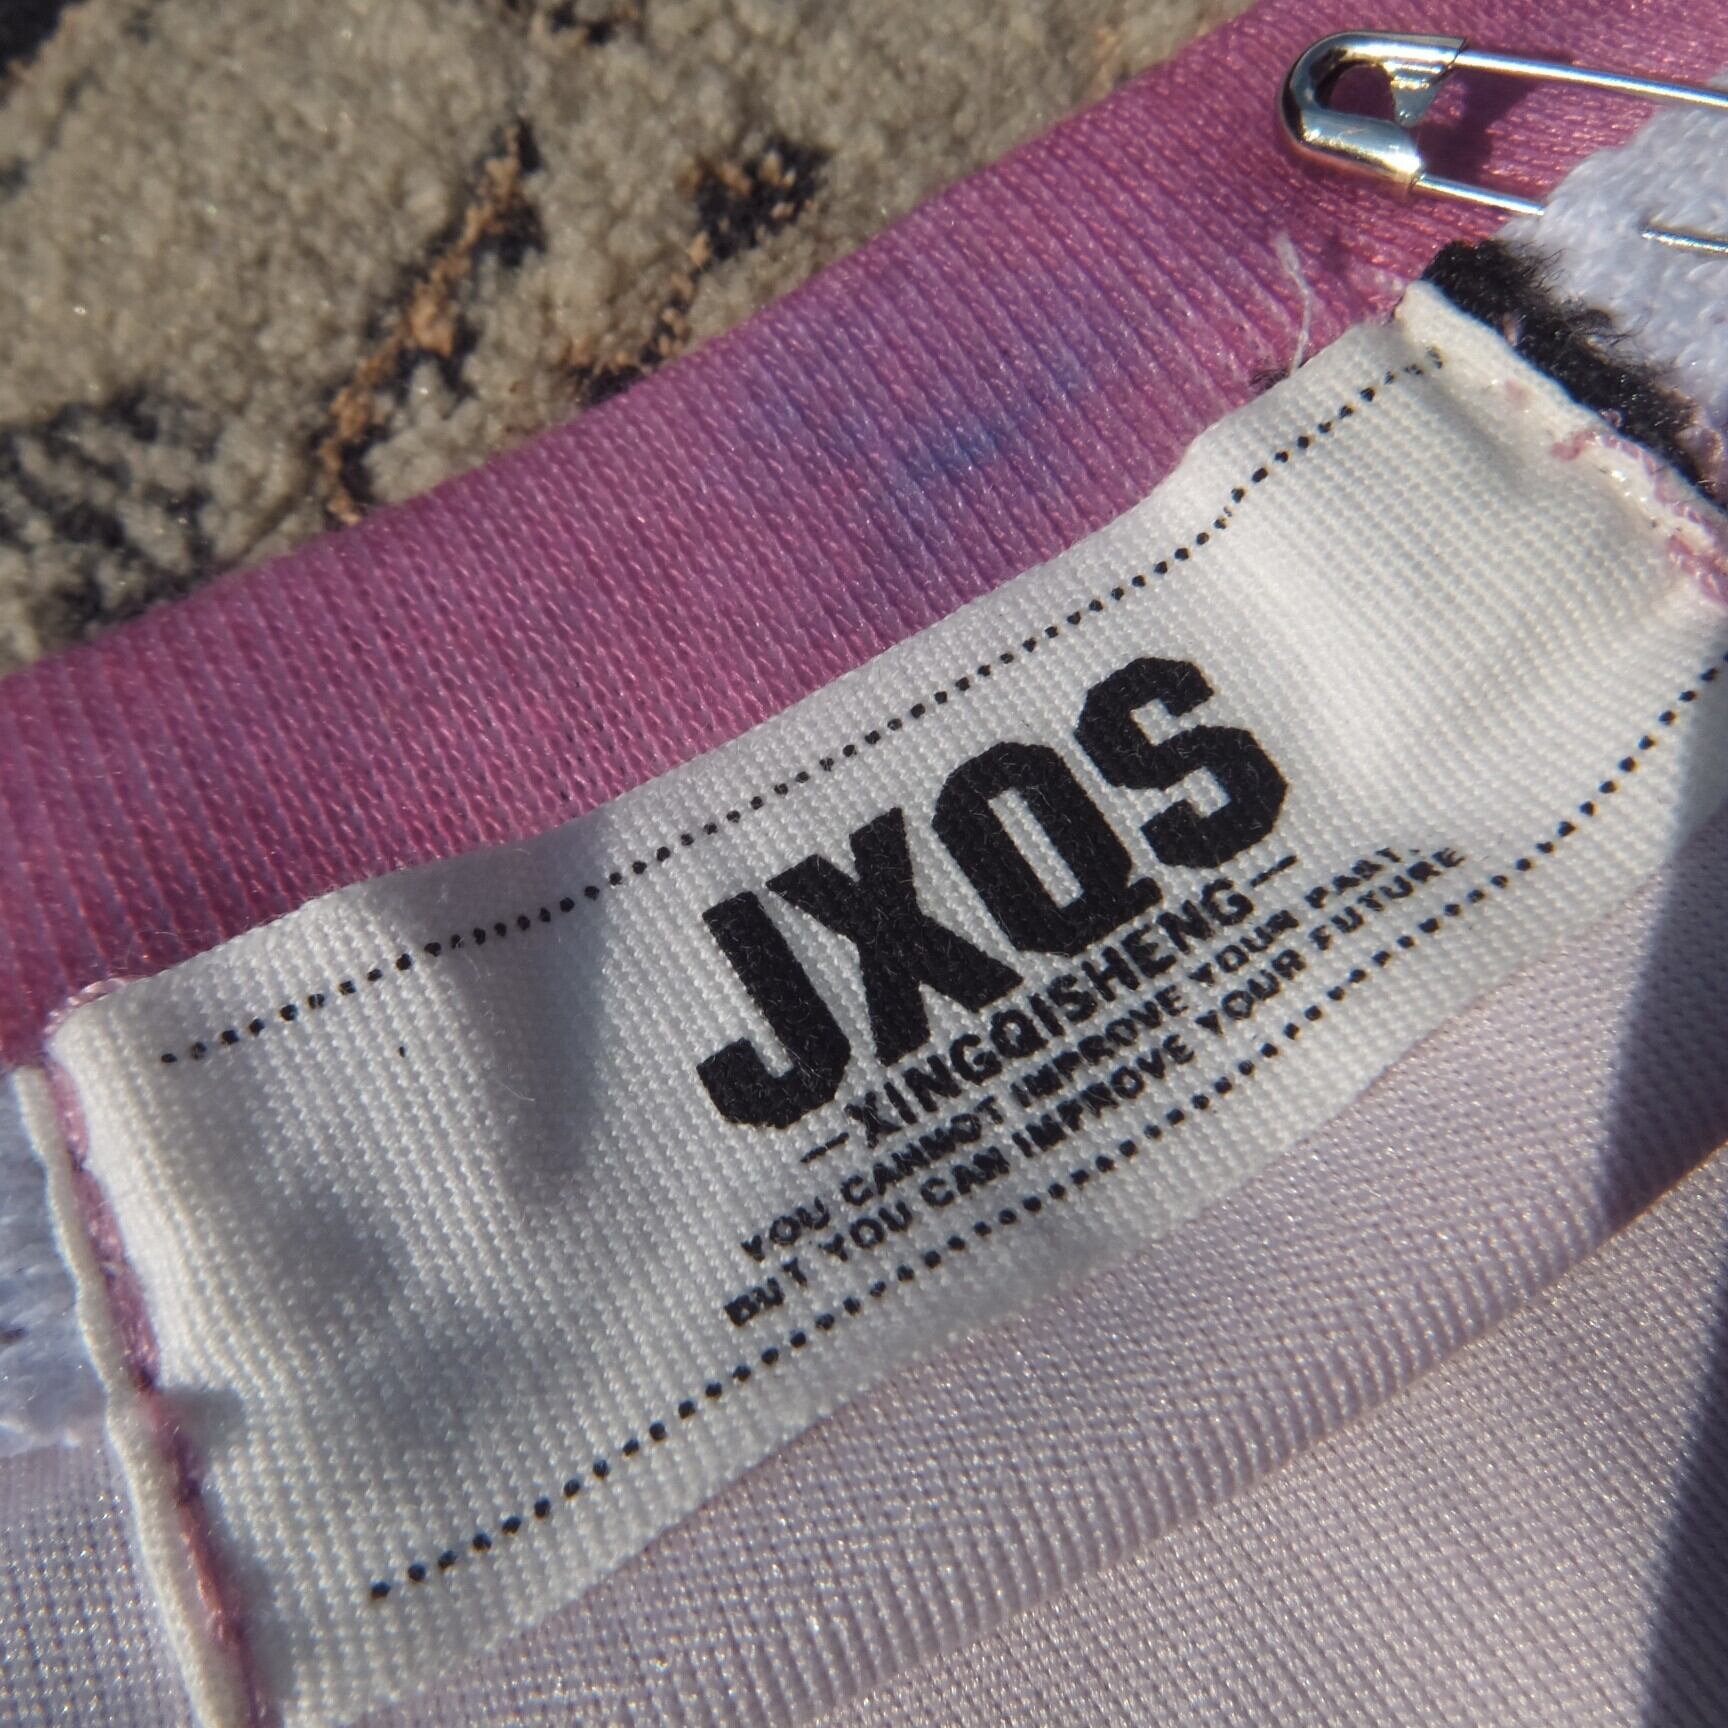 JXQS
—XINGQISHENG—
YOU CANNOT IMPROVE YOUR PAST,
BUT YOU CAN IMPROVE YOUR FUTURE